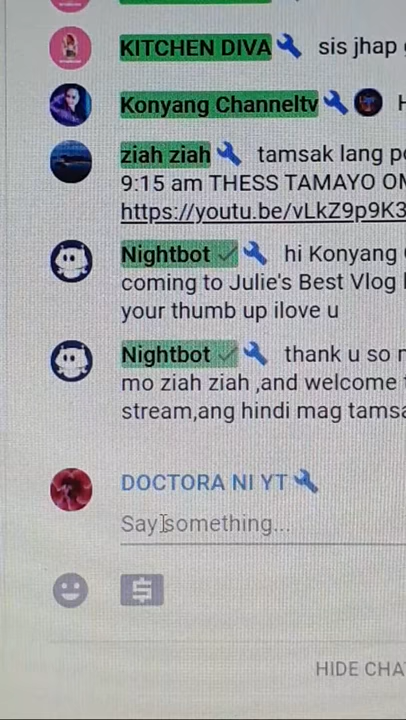 KITCHEN DIVA sis jhap
Konyang Channeltv H
ziah ziah tamsak lang
9:15 am THESS TAMAYO
https://youtu.be/vLkZ9p9K3
Nightbot hi Konyang
coming to Julie's Best Vlog
your thumb up ilove u
Nightbot thank u so
mo ziah ziah ,and welcome
stream,ang hindi mag
DOCTORA NI YT
Say something...
HIDE